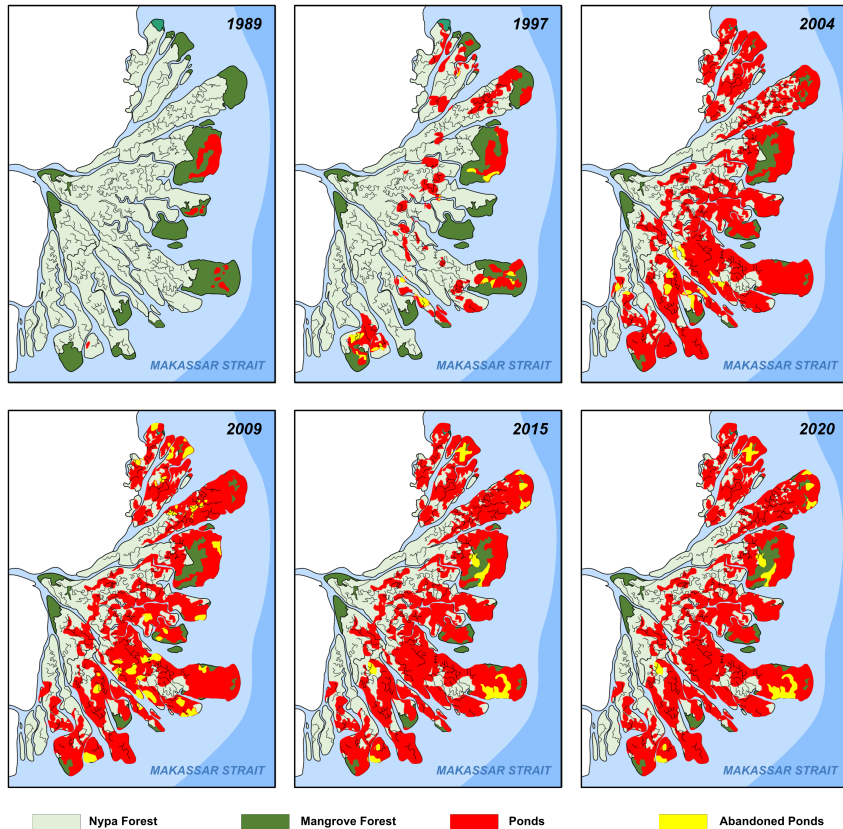 1989
1997
2004
MAKASSAR STRAIT
MAKASSAR STRAIT
MAKASSAR STRAIT
2009
2015
2020
MAKASSAR STRAIT
MAKASSAR STRAIT
MAKASSAR STRAIT
Nypa Forest
Mangrove Forest
Ponds
Abandoned Ponds